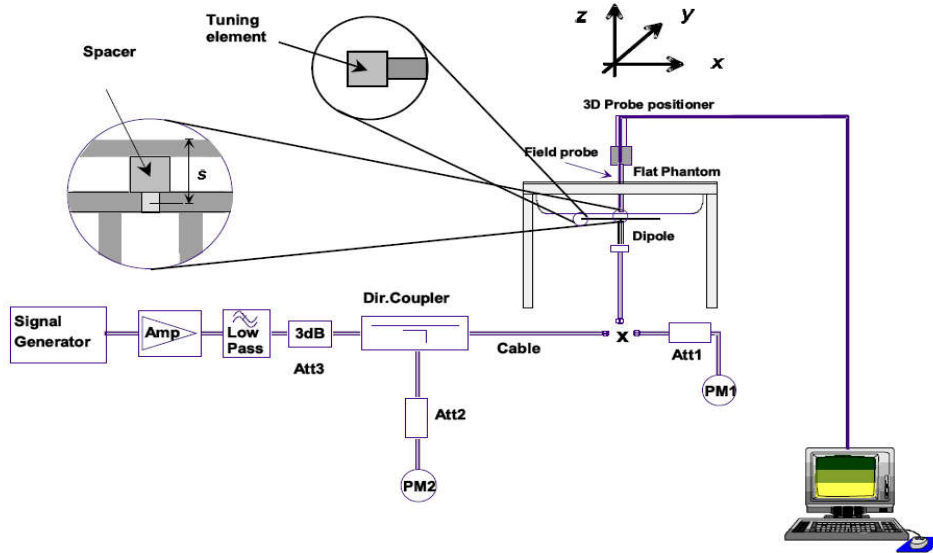 Tuning
element
Spacer
s
z
y
x
3D Probe positioner
Field probe
Flat Phantom
Dipole
Signal
Generator
Amp
Low
Pass
3dB
Att3
Dir.Coupler
Cable
x
Att1
PM1
Att2
PM2